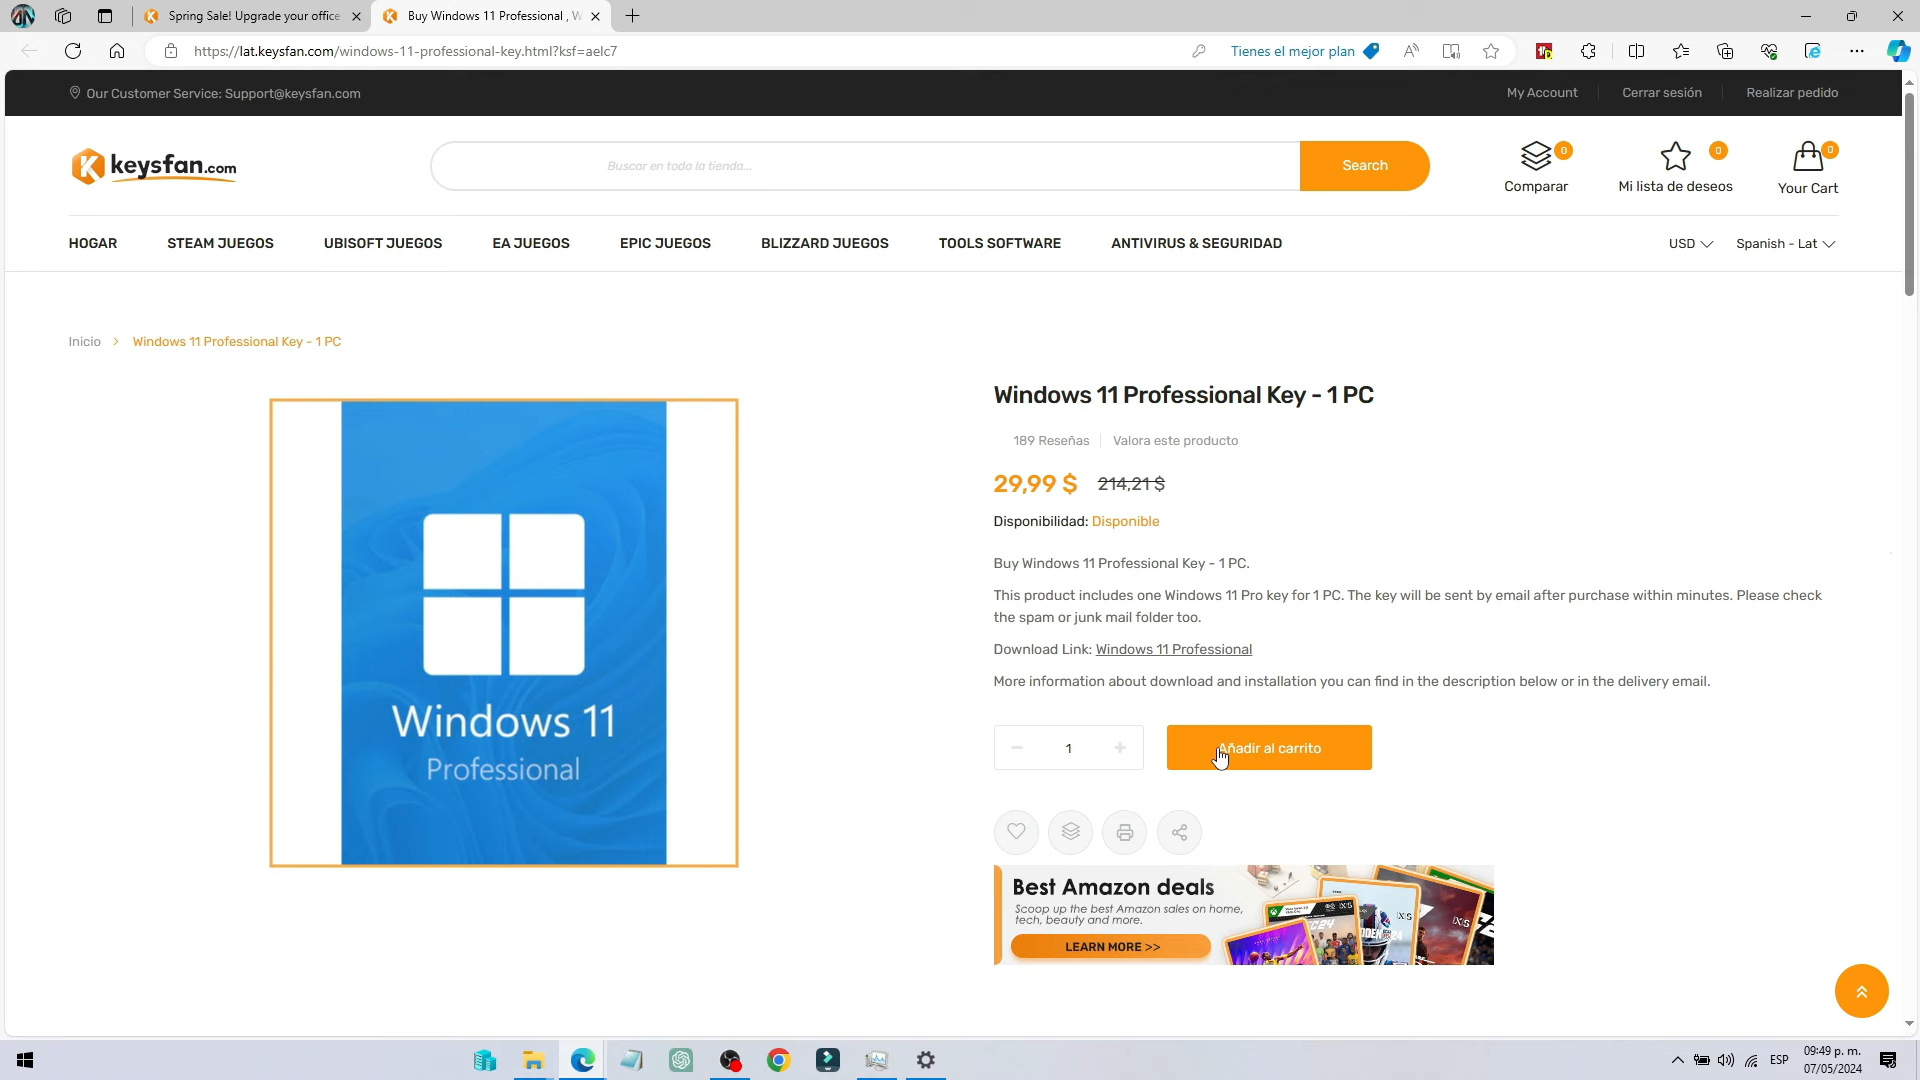 Spring Sale! Upgrade your office
Buy Windows 11 Professional , W
https://lat.keysfan.com/windows-11-professional-key.html?ksf=aelc7
Tienes el mejor plan
Our Customer Service: Support@keysfan.com
My Account
Cerrar sesión
Realizar pedido
keysfan.com
Buscar en toda la tienda...
Search
0
Comparar
0
Mi lista de deseos
0
Your Cart
HOGAR
STEAM JUEGOS
UBISOFT JUEGOS
EA JUEGOS
EPIC JUEGOS
BLIZZARD JUEGOS
TOOLS SOFTWARE
ANTIVIRUS & SEGURIDAD
USD
Spanish - Lat
Inicio > Windows 11 Professional Key - 1 PC
Windows 11
Professional
Windows 11 Professional Key - 1 PC
189 Reseñas
Valora este producto
29,99 $ 214,21 $
Disponibilidad: Disponible
Buy Windows 11 Professional Key - 1 PC.
This product includes one Windows 11 Pro key for 1 PC. The key will be sent by email after purchase within minutes. Please check
the spam or junk mail folder too.
Download Link: Windows 11 Professional
More information about download and installation you can find in the description below or in the delivery email.
1
Añadir al carrito
Best Amazon deals
Scoop up the best Amazon sales on home,
tech, beauty and more.
LEARN MORE >>
ESP
09:49 p. m.
07/05/2024